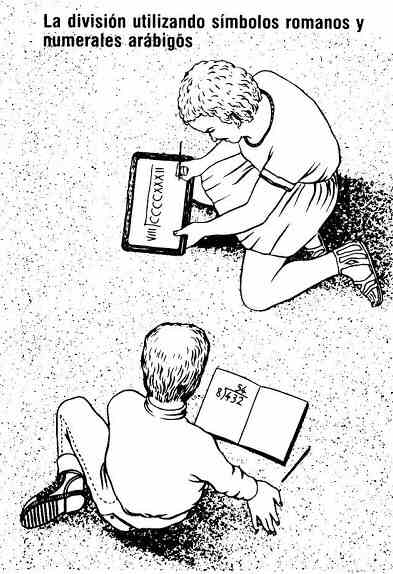 La división utilizando símbolos romanos y
numerales arábigos
VIII|CCCCXXXII
54
8)432